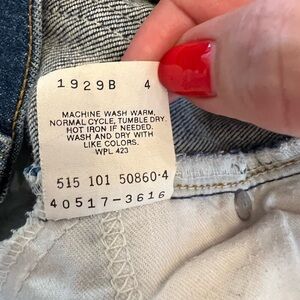 1929B 4
MACHINE WASH WARM,
NORMAL CYCLE, TUMBLE DRY.
HOT IRON IF NEEDED.
WASH AND DRY WITH
LIKE COLORS.
WPL 423
515 101 50860-4
40517-3616